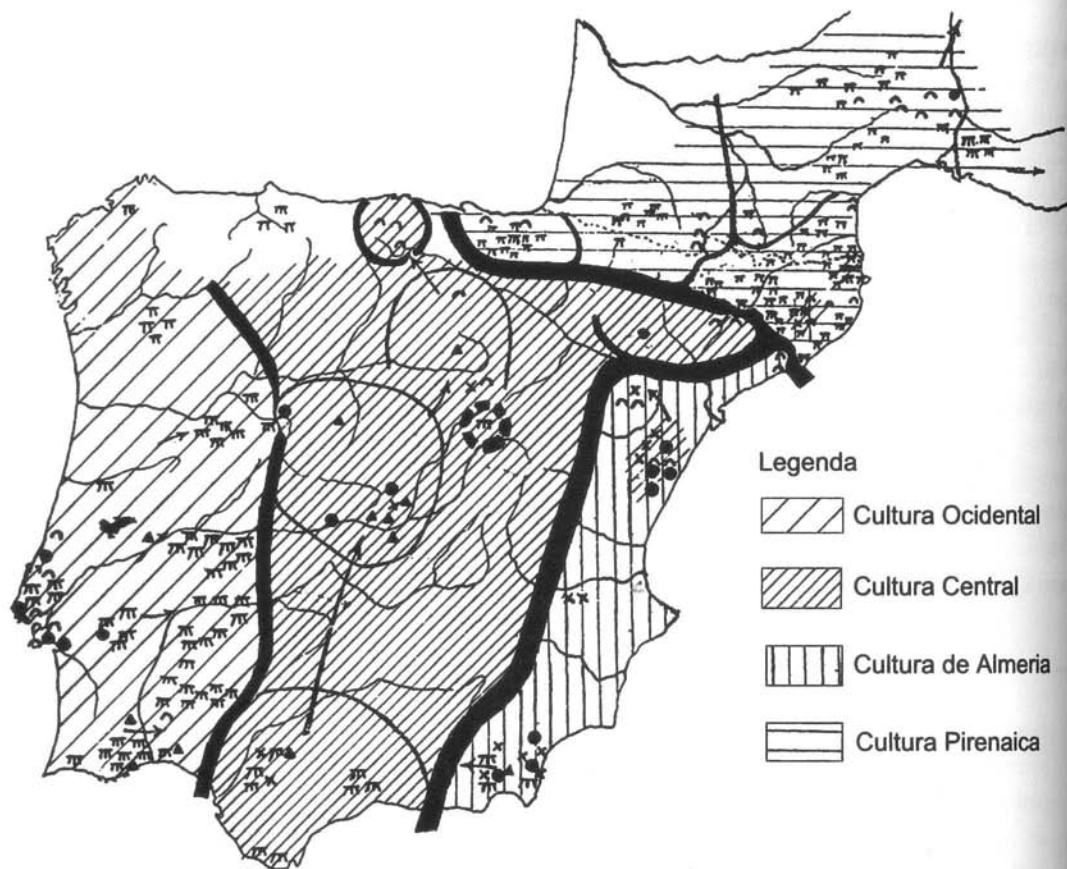 Legenda
Cultura Ocidental
Cultura Central
Cultura de Almeria
Cultura Pirenaica